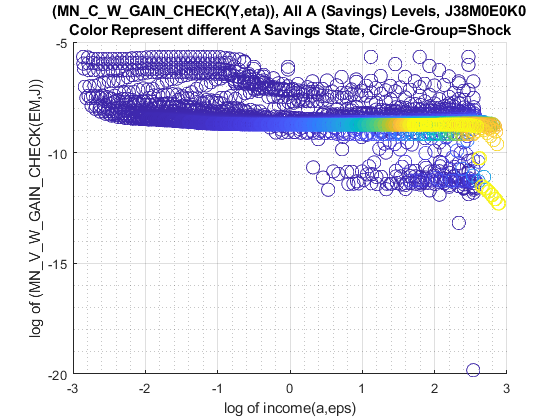 (MN_C_W_GAIN_CHECK(Y,eta)), All A (Savings) Levels, J38M0E0K0
Color Represent different A Savings State, Circle-Group=Shock
log of (MN_V_W_GAIN_CHECK(EM,J))
-5
-10
-15
-20
-3
-2
-1
0
1
2
3
log of income(a,eps)